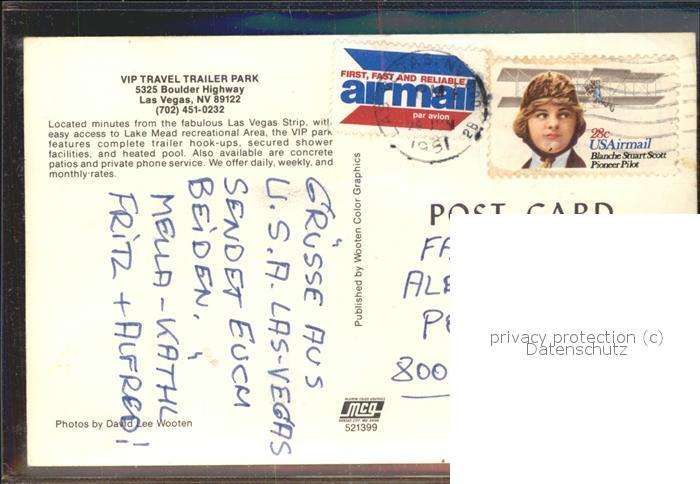 VIP TRAVEL TRAILER PARK
5325 Boulder Highway
Las Vegas, NV 89122
(702) 451-0232
Located minutes from the fabulous Las Vegas Strip, with
easy access to Lake Mead recreational Area, the VIP park
features complete trailer hook-ups, secured shower
facilities, and heated pool. Also available are concrete
patios and private phone service. We offer daily, weekly, and
monthly rates.
GRÜSSE AUS
U.S.A. LAS-VEGAS
SENDET EUCH
BEIDEN,
MELLA-KATHL
FRITZ + ALFRED!
Photos by David Lee Wooten
Published by Wooten Color Graphics
FIRST, FAST AND RELIABLE
airmail
par avion
1981
28c
USAirmail
Blanche Stuart Scott
Pioneer Pilot
POST CARD
800
privacy protection (c)
Datenschutz
mcg
521399